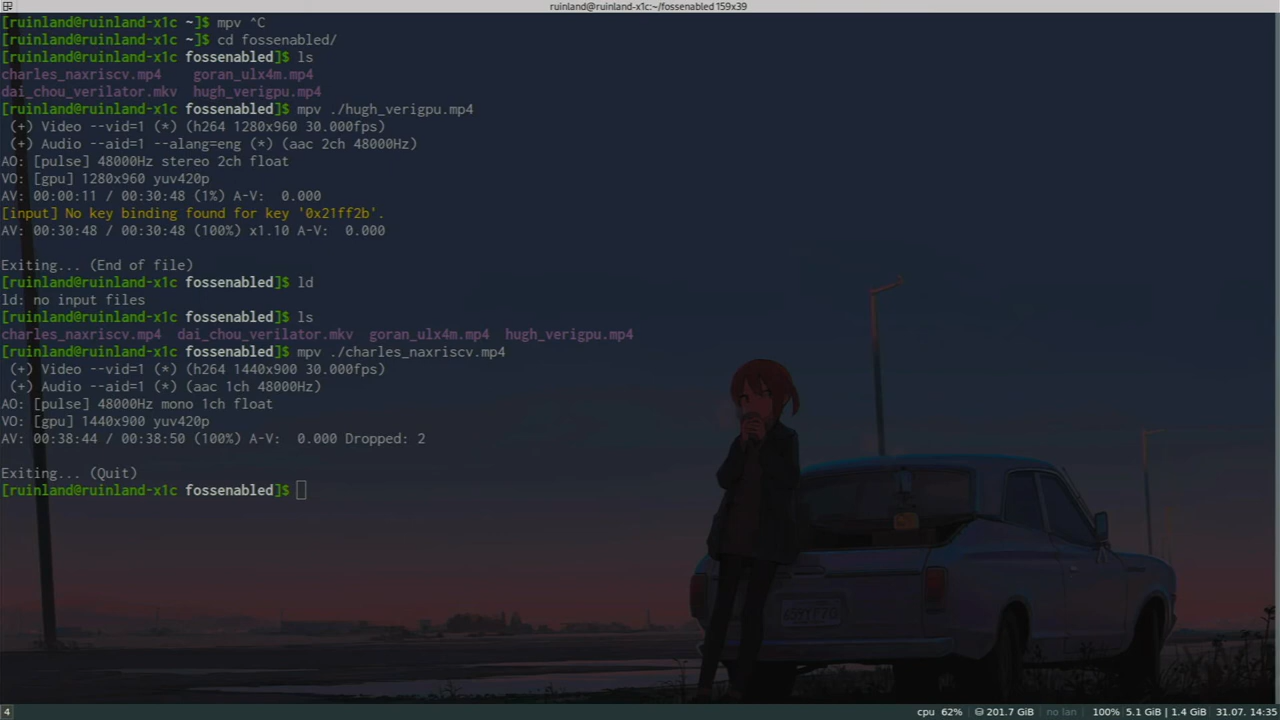 ruinland@ruinland-x1c:~/fossenabled 159x39
[ruinland@ruinland-x1c ~]$ mpv ^C
[ruinland@ruinland-x1c ~]$ cd fossenabled/
[ruinland@ruinland-x1c fossenabled]$ ls
charles_naxriscv.mp4    goran_ulx4m.mp4
dai_chou_verilator.mkv  hugh_verigpu.mp4
[ruinland@ruinland-x1c fossenabled]$ mpv ./hugh_verigpu.mp4
 (+) Video --vid=1 (*) (h264 1280x960 30.000fps)
 (+) Audio --aid=1 --alang=eng (*) (aac 2ch 48000Hz)
AO: [pulse] 48000Hz stereo 2ch float
VO: [gpu] 1280x960 yuv420p
AV: 00:00:11 / 00:30:48 (1%) A-V:  0.000
[input] No key binding found for key '0x21ff2b'.
AV: 00:30:48 / 00:30:48 (100%) x1.10 A-V:  0.000
Exiting... (End of file)
[ruinland@ruinland-x1c fossenabled]$ ld
ld: no input files
[ruinland@ruinland-x1c fossenabled]$ ls
charles_naxriscv.mp4  dai_chou_verilator.mkv  goran_ulx4m.mp4  hugh_verigpu.mp4
[ruinland@ruinland-x1c fossenabled]$ mpv ./charles_naxriscv.mp4
 (+) Video --vid=1 (*) (h264 1440x900 30.000fps)
 (+) Audio --aid=1 (*) (aac 1ch 48000Hz)
AO: [pulse] 48000Hz mono 1ch float
VO: [gpu] 1440x900 yuv420p
AV: 00:38:44 / 00:38:50 (100%) A-V:  0.000 Dropped: 2
Exiting... (Quit)
[ruinland@ruinland-x1c fossenabled]$
4
cpu 62% 201.7 GiB no lan 100% 5.1 GiB | 1.4 GiB 31.07. 14:35